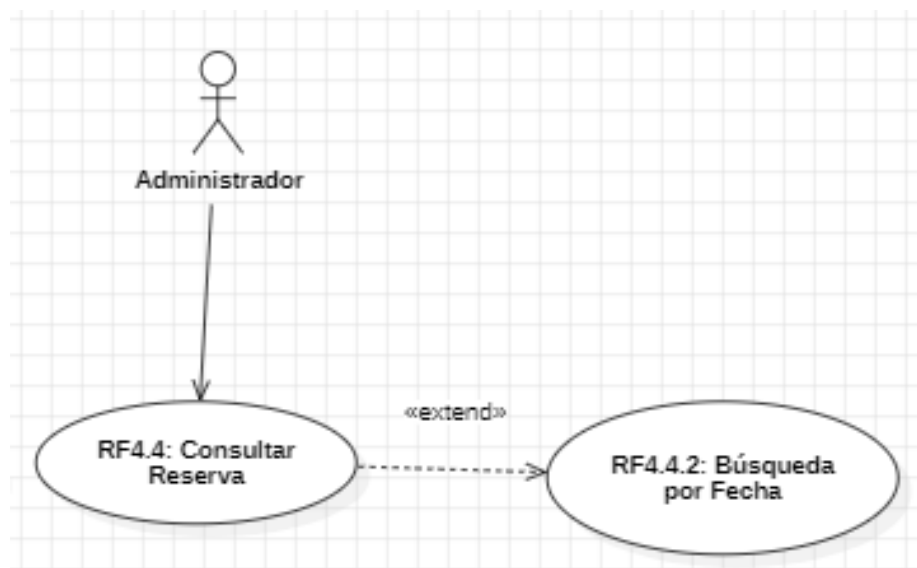 Administrador
«extend»
RF4.4: Consultar
Reserva
RF4.4.2: Búsqueda
por Fecha